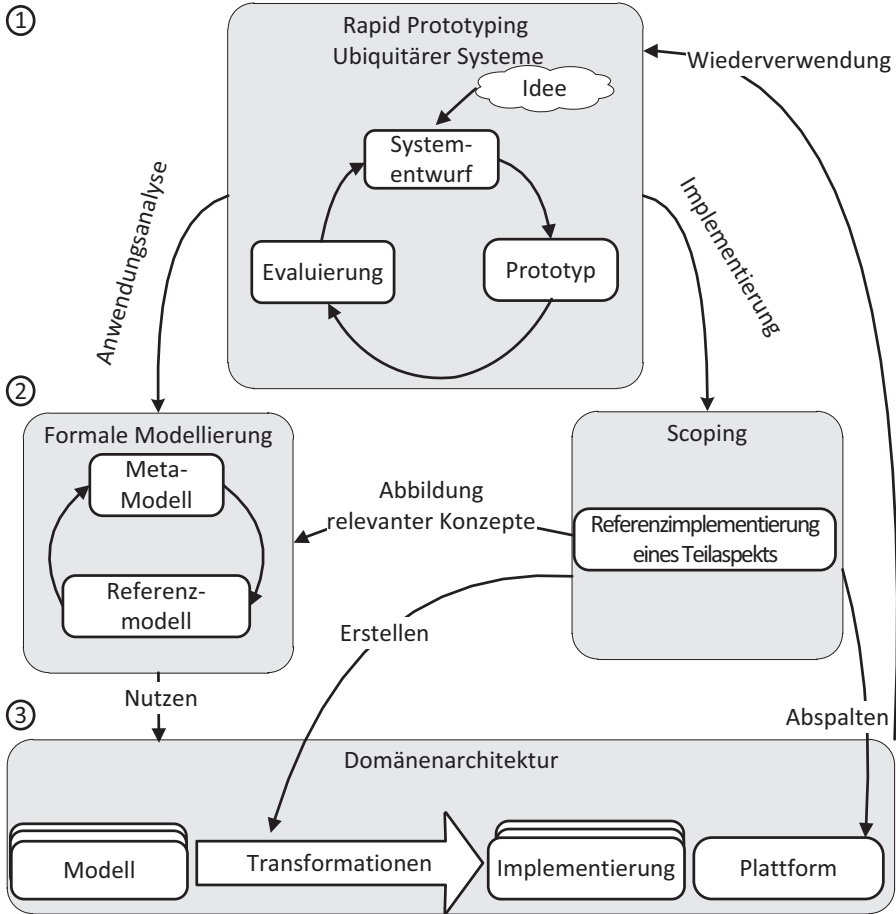 1
Rapid Prototyping
Ubiquitärer Systeme
Wiederverwendung
Idee
System-
entwurf
Evaluierung
Prototyp
Anwendungsanalyse
Implementierung
2
Formale Modellierung
Meta-
Modell
Referenz-
modell
Abbildung
relevanter Konzepte
Scoping
Referenzimplementierung
eines Teilaspekts
Erstellen
Nutzen
Abspalten
3
Domänenarchitektur
Modell
Transformationen
Implementierung
Plattform